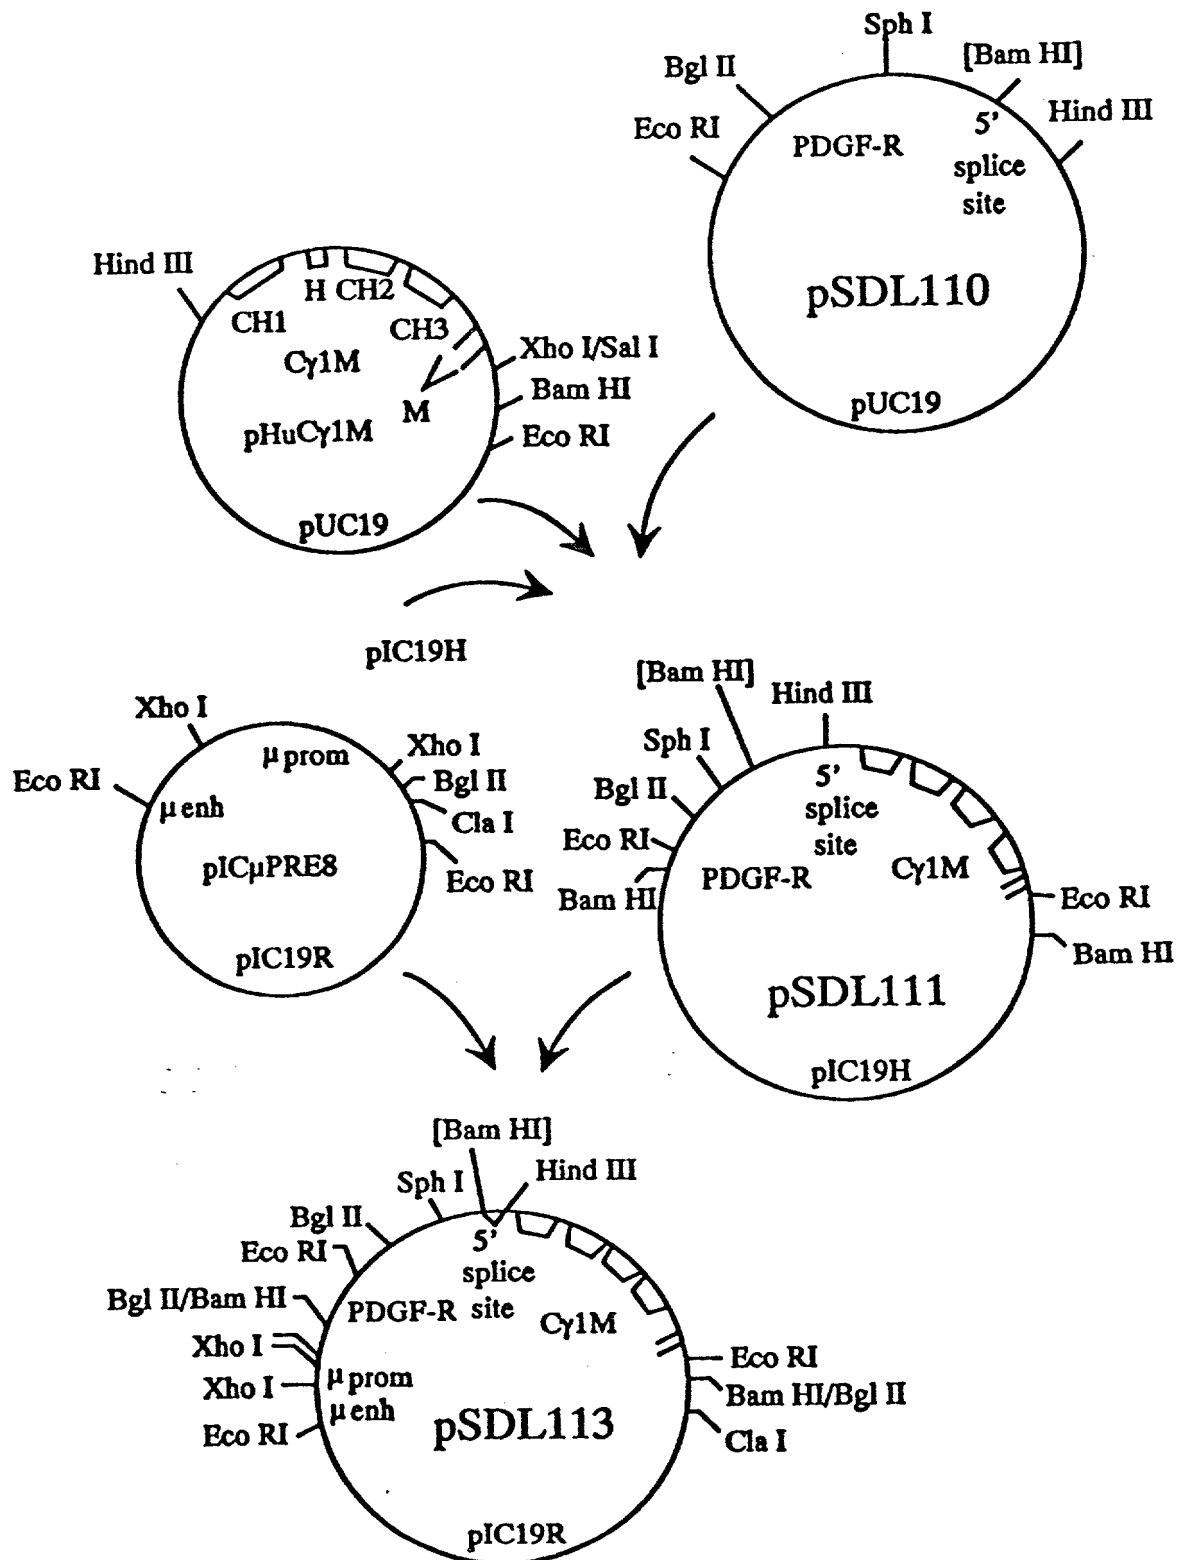 Sph I
[Bam HI]
Bgl II
Hind III
Eco RI
PDGF-R
5'
splice
site
pSDL110
pUC19
Hind III
H CH2
CH1
CH3
Cγ1M
Xho I/Sal I
Bam HI
M
pHuCγ1M
Eco RI
pUC19
pIC19H
[Bam HI]
Hind III
Sph I
Bgl II
5'
splice
site
Eco RI
Bam HI
PDGF-R
Cγ1M
Eco RI
Bam HI
pSDL111
pIC19H
Xho I
μ prom
Xho I
Eco RI
Bgl II
μ enh
Cla I
pICμPRE8
Eco RI
pIC19R
[Bam HI]
Hind III
Sph I
Bgl II
5'
Eco RI
splice
Bgl II/Bam HI
PDGF-R site
Cγ1M
Xho I
Eco RI
Xho I
μ prom
Bam HI/Bgl II
μ enh
Eco RI
pSDL113
Cla I
pIC19R